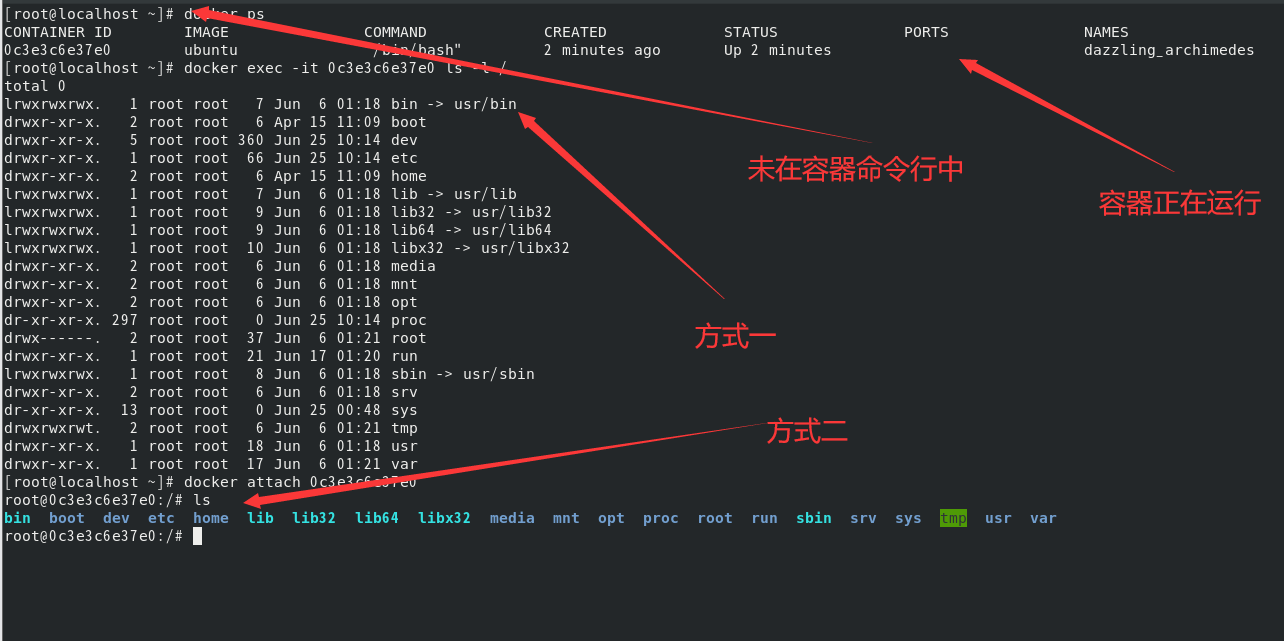 [root@localhost ~]# docker ps
CONTAINER ID        IMAGE               COMMAND             CREATED             STATUS              PORTS               NAMES
0c3e3c6e37e0        ubuntu              "/bin/bash"         2 minutes ago       Up 2 minutes                            dazzling_archimedes
[root@localhost ~]# docker exec -it 0c3e3c6e37e0 ls -l /
total 0
lrwxrwxrwx.   1 root root   7 Jun  6 01:18 bin -> usr/bin
drwxr-xr-x.   2 root root   6 Apr 15 11:09 boot
drwxr-xr-x.   5 root root 360 Jun 25 10:14 dev
drwxr-xr-x.   1 root root  66 Jun 25 10:14 etc
未在容器命令行中
drwxr-xr-x.   2 root root   6 Apr 15 11:09 home
lrwxrwxrwx.   1 root root   7 Jun  6 01:18 lib -> usr/lib
容器正在运行
lrwxrwxrwx.   1 root root   9 Jun  6 01:18 lib32 -> usr/lib32
lrwxrwxrwx.   1 root root   9 Jun  6 01:18 lib64 -> usr/lib64
lrwxrwxrwx.   1 root root  10 Jun  6 01:18 libx32 -> usr/libx32
drwxr-xr-x.   2 root root   6 Jun  6 01:18 media
drwxr-xr-x.   2 root root   6 Jun  6 01:18 mnt
drwxr-xr-x.   2 root root   6 Jun  6 01:18 opt
dr-xr-xr-x. 297 root root   0 Jun 25 10:14 proc
方式一
drwx------.   2 root root  37 Jun  6 01:21 root
drwxr-xr-x.   1 root root  21 Jun 17 01:20 run
lrwxrwxrwx.   1 root root   8 Jun  6 01:18 sbin -> usr/sbin
drwxr-xr-x.   2 root root   6 Jun  6 01:18 srv
dr-xr-xr-x.  13 root root   0 Jun 25 00:48 sys
drwxrwxrwt.   2 root root   6 Jun  6 01:21 tmp
方式二
drwxr-xr-x.   1 root root  18 Jun  6 01:18 usr
drwxr-xr-x.   1 root root  17 Jun  6 01:21 var
[root@localhost ~]# docker attach 0c3e3c6e37e0
root@0c3e3c6e37e0:/# ls
bin  boot  dev  etc  home  lib  lib32  lib64  libx32  media  mnt  opt  proc  root  run  sbin  srv  sys  tmp  usr  var
root@0c3e3c6e37e0:/#